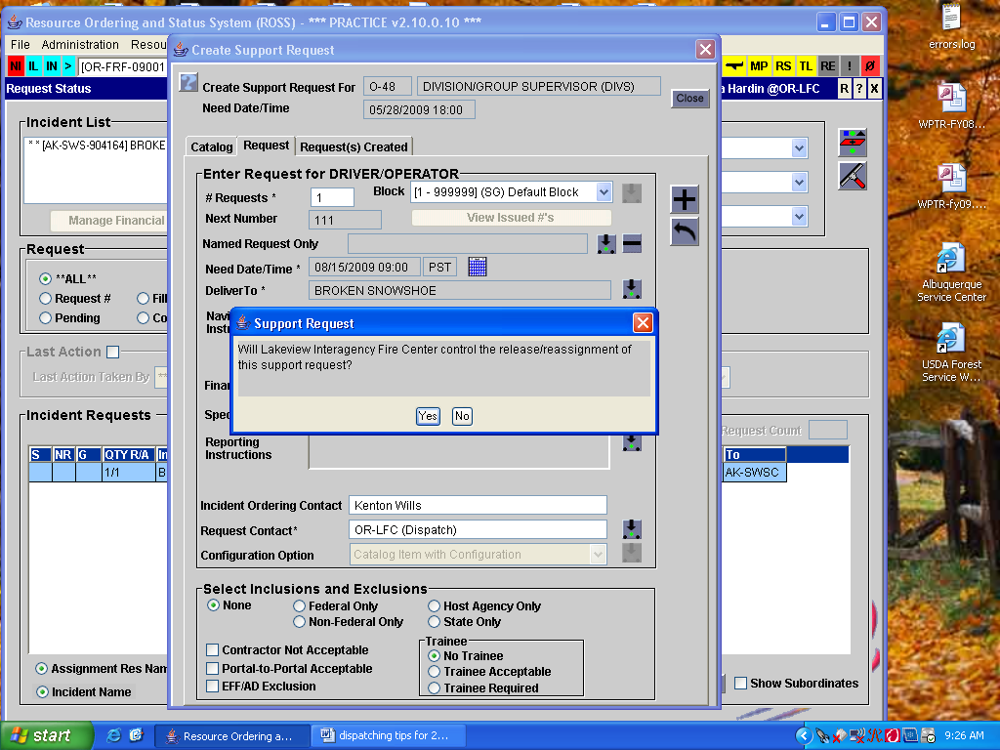 Resource Ordering and Status System (ROSS) - *** PRACTICE v2.10.0.10 ***
File Administration Resou
NI IL IN > [OR-FRF-09001 MP RS TL RE ! Ø
Request Status a Hardin @OR-LFC R ? X
Incident List
* * [AK-SWS-904164] BROKE
Manage Financial
Request
**ALL**
Request # Fill
Pending Co
Last Action
Last Action Taken By **
Incident Requests
Request Count
S NR G QTY R/A In To
1/1 B AK-SWSC
Assignment Res Nam
Incident Name
Show Subordinates
Create Support Request
Create Support Request For O-48 DIVISION/GROUP SUPERVISOR (DIVS)
Close
Need Date/Time 05/28/2009 18:00
Catalog Request Request(s) Created
Enter Request for DRIVER/OPERATOR
# Requests * 1 Block [1 - 999999] (SG) Default Block
Next Number 111 View Issued #'s
Named Request Only
Need Date/Time * 08/15/2009 09:00 PST
DeliverTo * BROKEN SNOWSHOE
Navi
Instr
Finan
Spec
Reporting
Instructions
Incident Ordering Contact Kenton Wills
Request Contact* OR-LFC (Dispatch)
Configuration Option Catalog Item with Configuration
Select Inclusions and Exclusions
None Federal Only Host Agency Only
Non-Federal Only State Only
Contractor Not Acceptable
Portal-to-Portal Acceptable
EFF/AD Exclusion
Trainee
No Trainee
Trainee Acceptable
Trainee Required
Support Request
Will Lakeview Interagency Fire Center control the release/reassignment of
this support request?
Yes No
errors.log
WPTR-FY08...
WPTR-fy09....
Albuquerque
Service Center
USDA Forest
Service W...
start Resource Ordering a... dispatching tips for 2... 9:26 AM